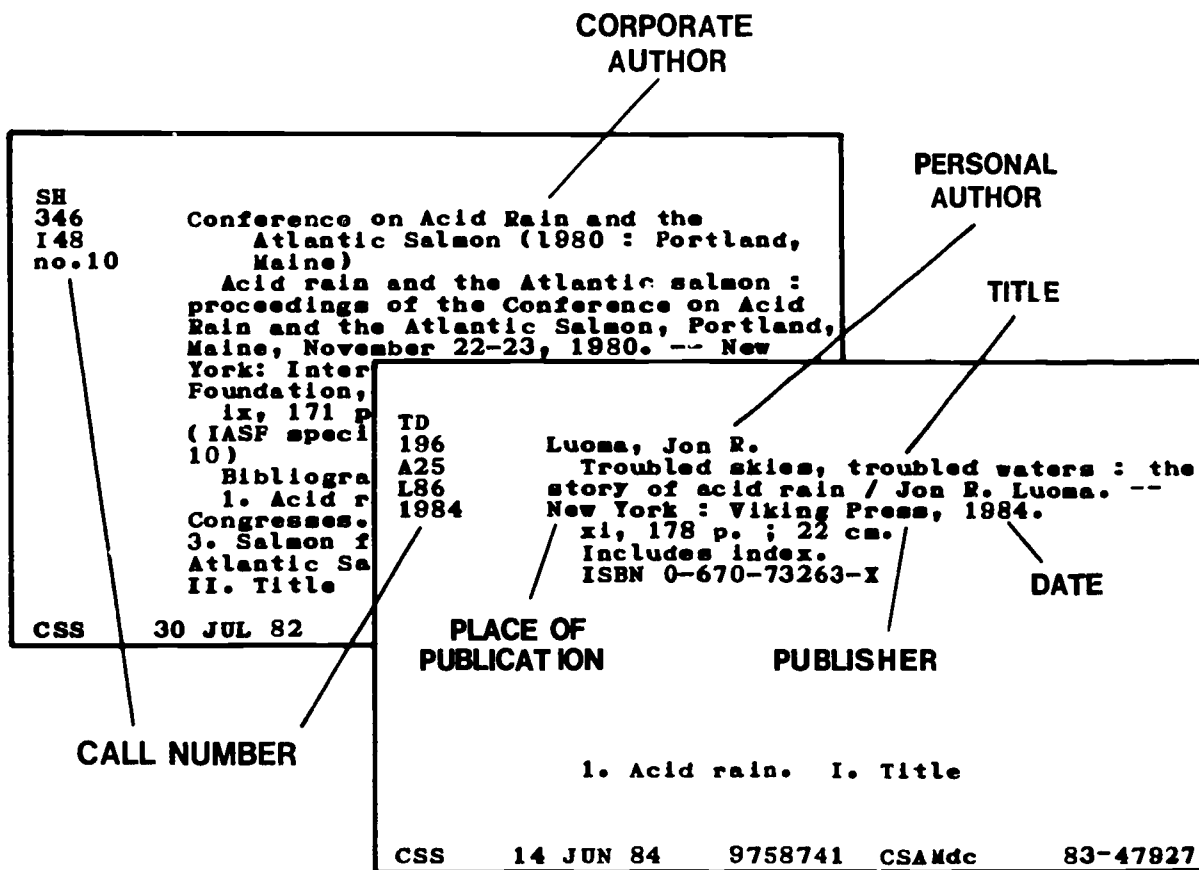 CORPORATE
AUTHOR
PERSONAL
AUTHOR
TITLE
SH
346
I48
no.10
Conference on Acid Rain and the
Atlantic Salmon (1980 : Portland,
Maine)
Acid rain and the Atlantic salmon :
proceedings of the Conference on Acid
Rain and the Atlantic Salmon, Portland,
Maine, November 22-23, 1980. -- New
York: Inter
Foundation,
ix, 171 p
(IASF speci
10)
Bibliogra
1. Acid r
Congresses.
3. Salmon f
Atlantic Sa
II. Title
CSS 30 JUL 82
TD
196
A25
L86
1984
Luoma, Jon R.
Troubled skies, troubled waters : the
story of acid rain / Jon R. Luoma. --
New York : Viking Press, 1984.
xi, 178 p. ; 22 cm.
Includes index.
ISBN 0-670-73263-X
DATE
PLACE OF
PUBLICATION
PUBLISHER
CALL NUMBER
1. Acid rain. I. Title
CSS 14 JUN 84 9758741 CSAMdc 83-47927